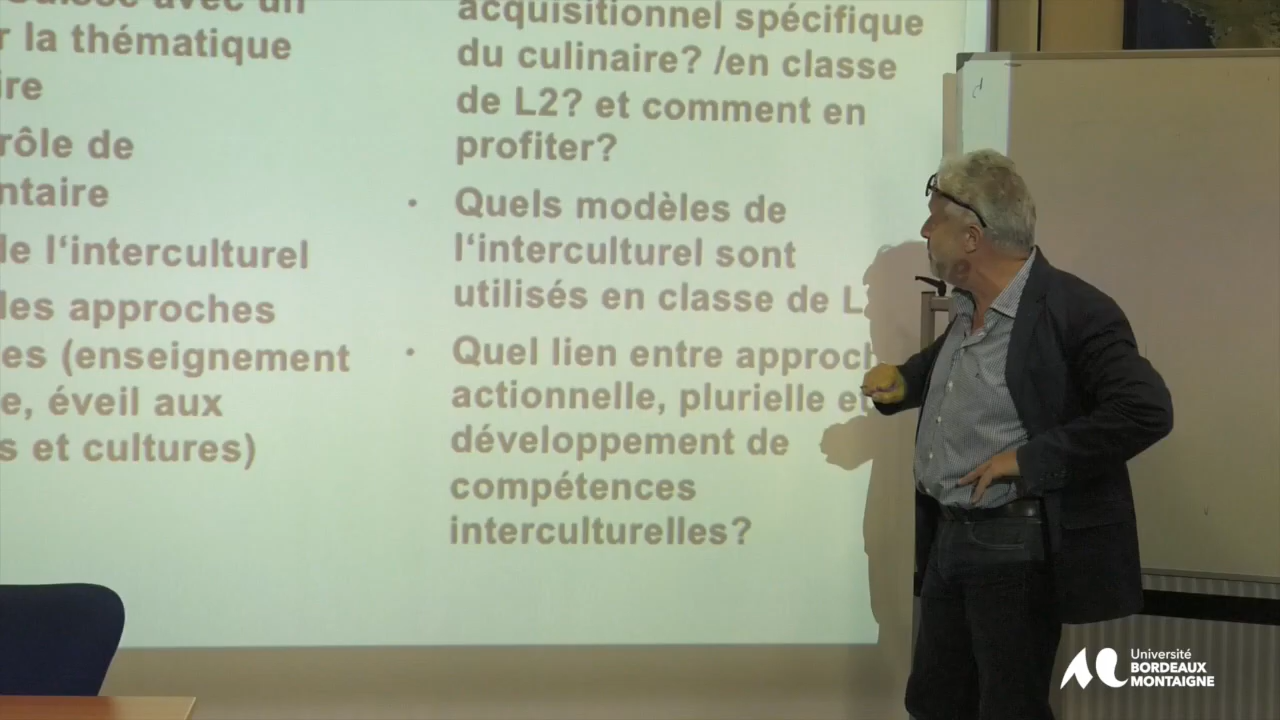 r la thématique
ire
rôle de
ntaire
le l‘interculturel
les approches
es (enseignement
e, éveil aux
s et cultures)
acquisitionnel spécifique
du culinaire? /en classe
de L2? et comment en
profiter?
• Quels modèles de
l‘interculturel sont
utilisés en classe de L
• Quel lien entre approch
actionnelle, plurielle et
développement de
compétences
interculturelles?
Université
BORDEAUX
MONTAIGNE